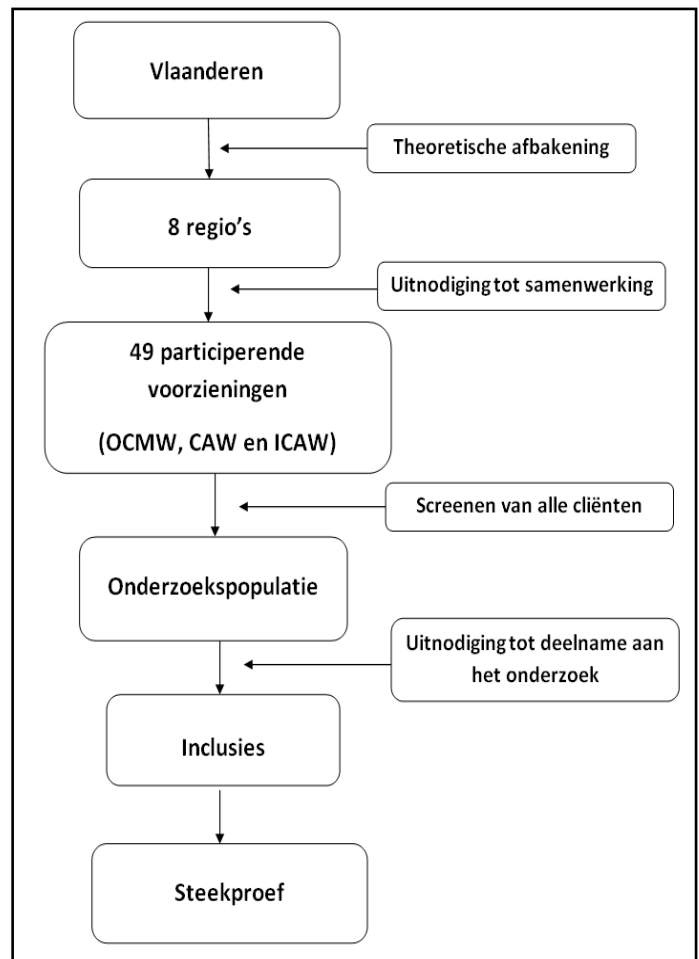 Vlaanderen
Theoretische afbakening
8 regio's
Uitnodiging tot samenwerking
49 participerende
voorzieningen
(OCMW, CAW en ICAW)
Screenen van alle cliënten
Onderzoekspopulatie
Uitnodiging tot deelname aan
het onderzoek
Inclusies
Steekproef